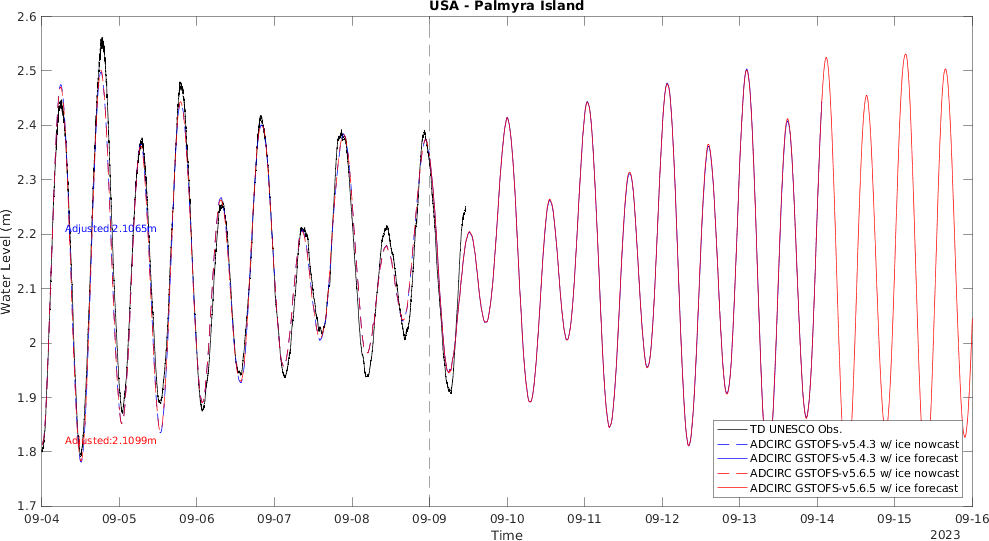 USA - Palmyra Island
2.6
2.5
2.4
2.3
2.2
2.1
2
1.9
1.8
1.7
Water Level (m)
Adjusted:2.1065m
Adjusted:2.1099m
TD UNESCO Obs.
ADCIRC GSTOFS-v5.4.3 w/ ice nowcast
ADCIRC GSTOFS-v5.4.3 w/ ice forecast
ADCIRC GSTOFS-v5.6.5 w/ ice nowcast
ADCIRC GSTOFS-v5.6.5 w/ ice forecast
09-04 09-05 09-06 09-07 09-08 09-09 09-10 09-11 09-12 09-13 09-14 09-15 09-16
Time
2023